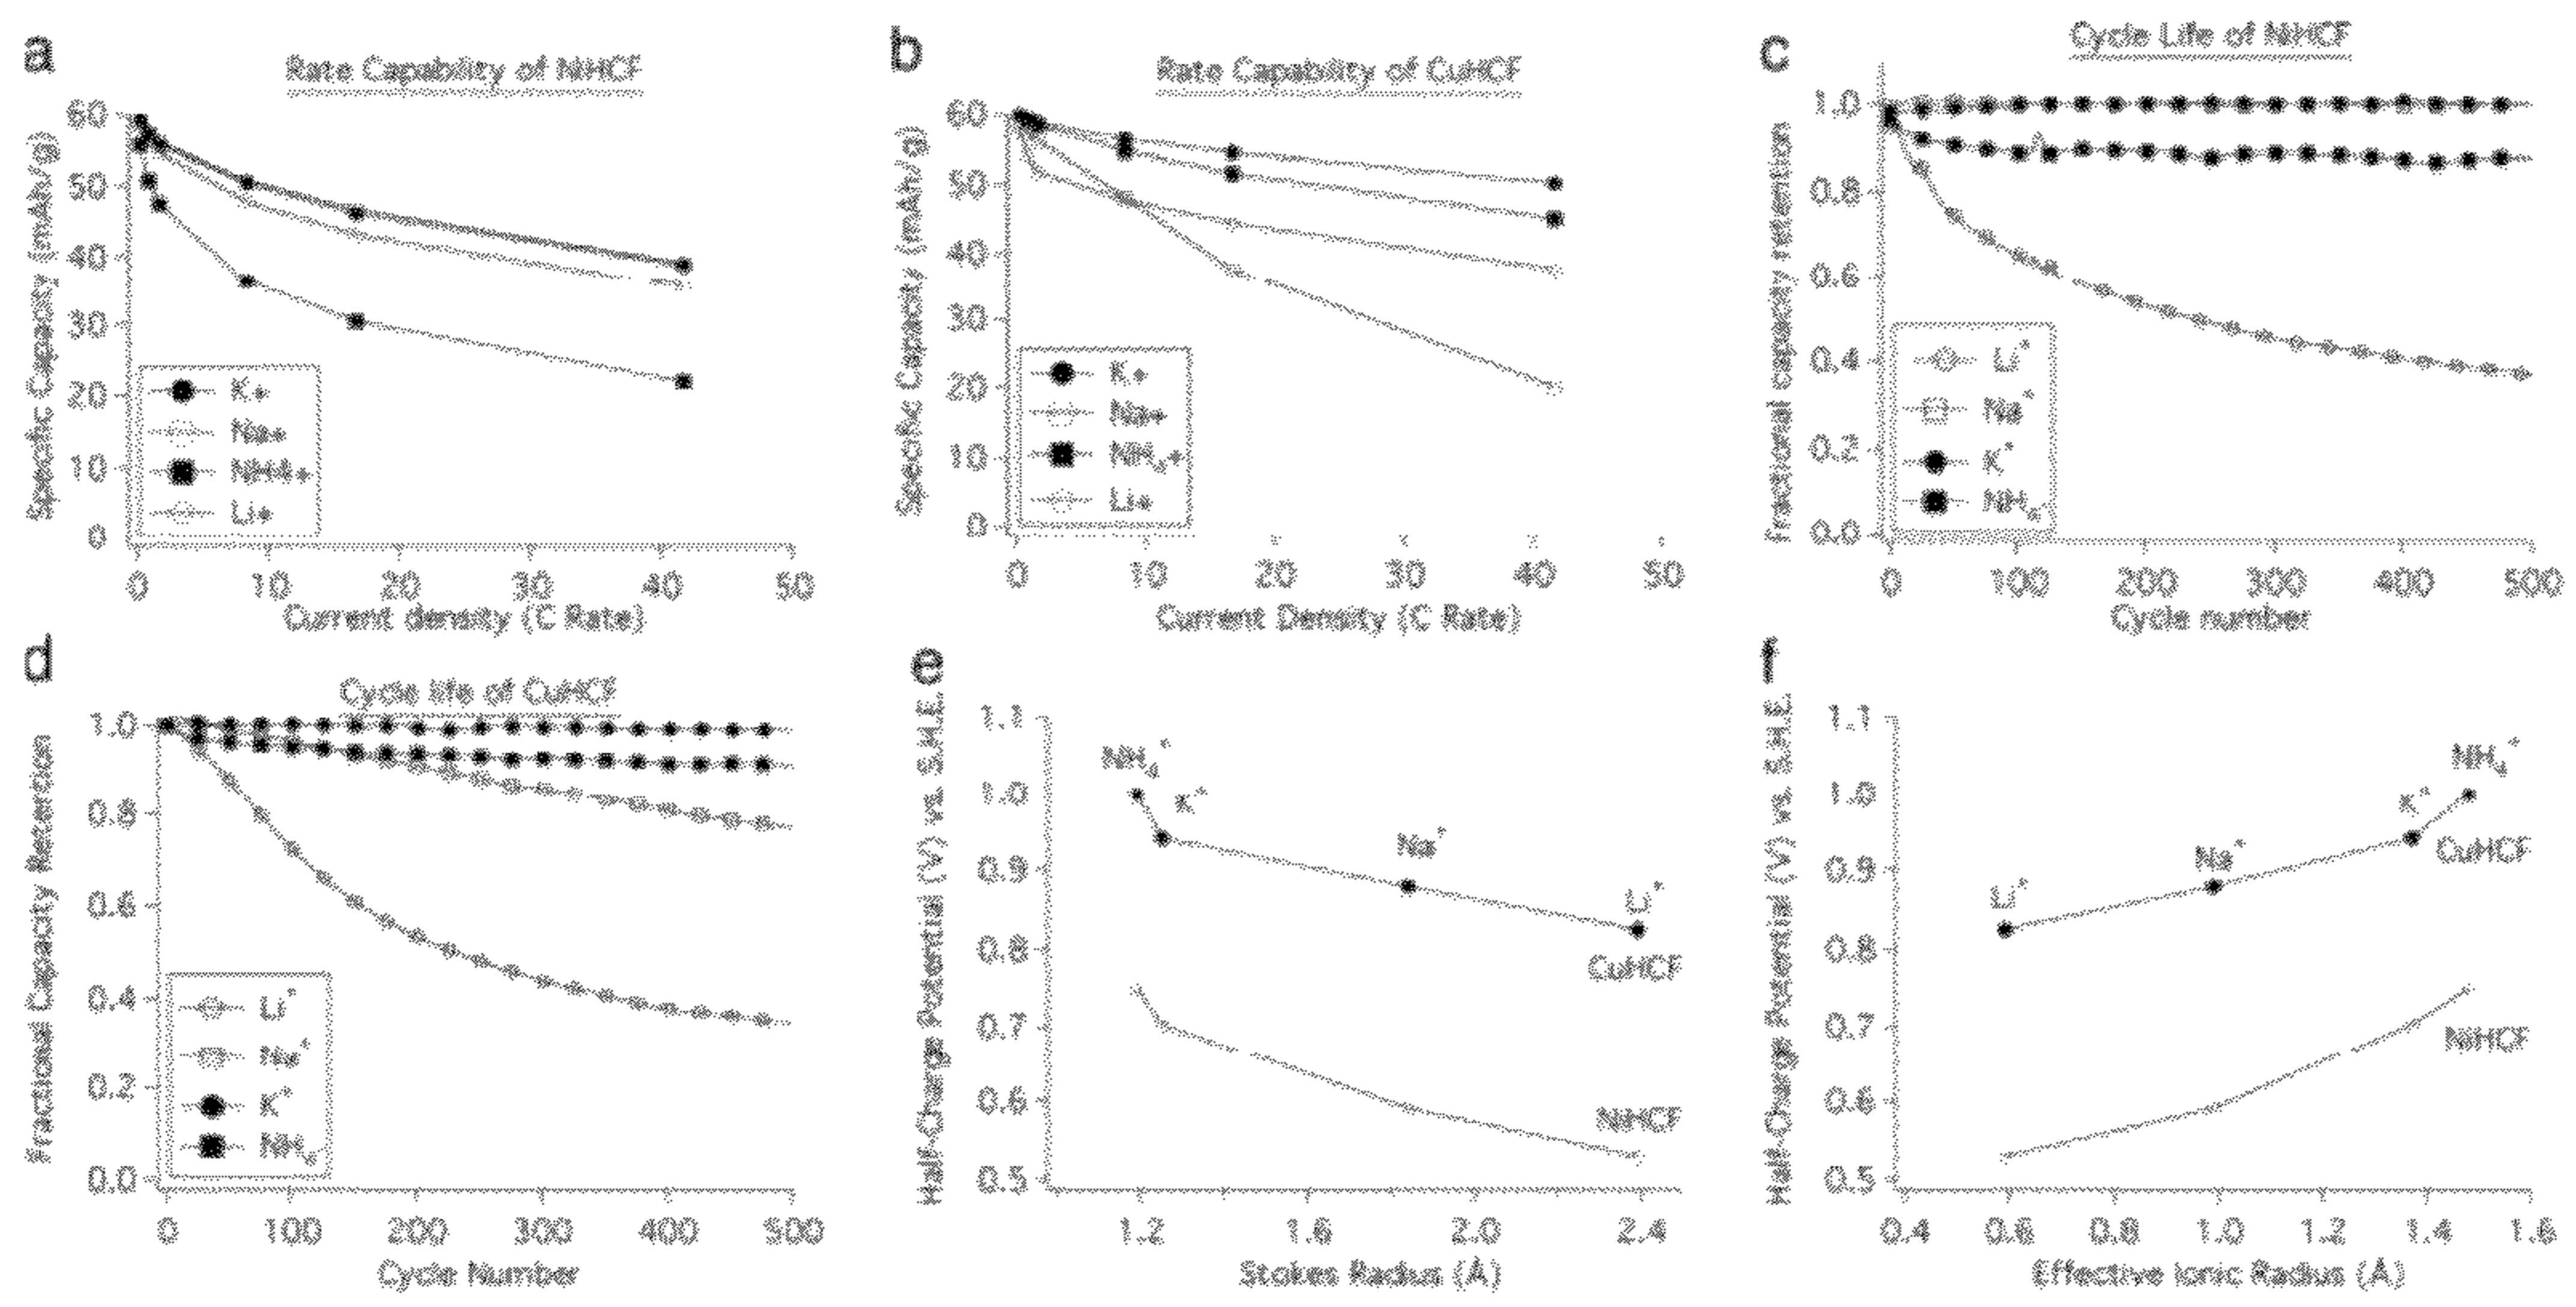 a
Rate Capability of NiHCF
Specific Capacity (mAh/g)
60
50
40
30
20
10
0
K+
Na+
NH4+
Li+
0 10 20 30 40 50
Current density (C Rate)
b
Rate Capability of CuHCF
Specific Capacity (mAh/g)
60
50
40
30
20
10
0
K+
Na+
NH4+
Li+
0 10 20 30 40 50
Current Density (C Rate)
c
Cycle Life of NiHCF
Fractional capacity retention
1.0
0.8
0.6
0.4
0.2
0.0
Li+
Na+
K+
NH4
0 100 200 300 400 500
Cycle number
d
Cycle life of CuHCF
Fractional Capacity Retention
1.0
0.8
0.6
0.4
0.2
0.0
Li+
Na+
K+
NH4
0 100 200 300 400 500
Cycle Number
e
Half-Charge Potential (V) vs. S.H.E.
1.1
1.0
0.9
0.8
0.7
0.6
0.5
NH4+
K+
Na+
Li+
CuHCF
NiHCF
1.2 1.6 2.0 2.4
Stokes Radius (Å)
f
Half-Charge Potential (V) vs. S.H.E.
1.1
1.0
0.9
0.8
0.7
0.6
0.5
NH4+
K+
Na+
Li+
CuHCF
NiHCF
0.4 0.6 0.8 1.0 1.2 1.4 1.6
Effective Ionic Radius (Å)